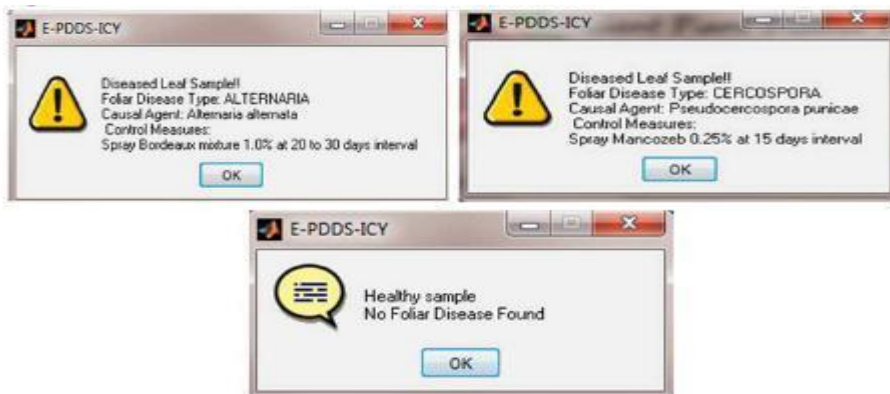 E-PDDS-ICY
Diseased Leaf Sample!!
Foliar Disease Type: ALTERNARIA
Causal Agent: Alternaria alternata
Control Measures:
Spray Bordeaux mixture 1.0% at 20 to 30 days interval
OK
E-PDDS-ICY
Diseased Leaf Sample!!
Foliar Disease Type: CERCOSPORA
Causal Agent: Pseudocercospora punicae
Control Measures:
Spray Mancozeb 0.25% at 15 days interval
OK
E-PDDS-ICY
Healthy sample
No Foliar Disease Found
OK